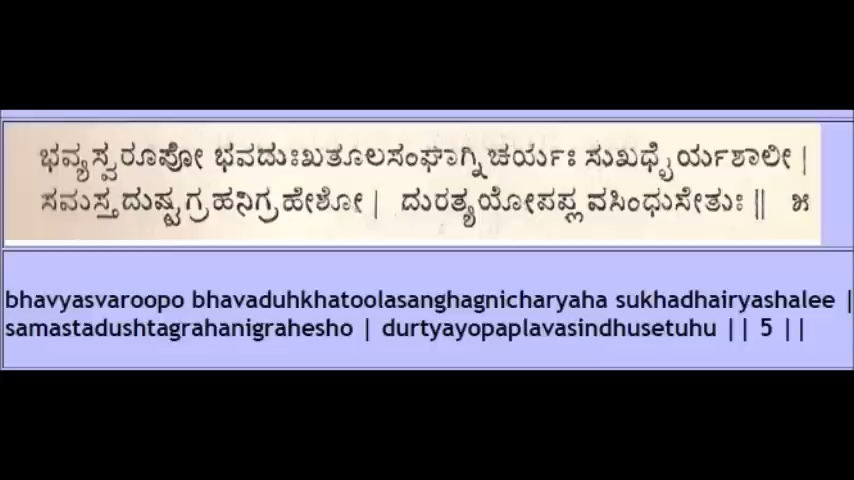 ಭವ್ಯಸ್ವರೂಪೋ ಭವದುಃಖತೂಲಸಂಘಾಗ್ನಿಚರ್ಯಃ ಸುಖಧೈರ್ಯಶಾಲೀ |
ಸಮಸ್ತದುಷ್ಟಗ್ರಹನಿಗ್ರಹೇಶೋ | ದುರತ್ಯಯೋಪಪ್ಲವಸಿಂಧುಸೇತುಃ || ೫
bhavyasvaroopo bhavaduhkhatoolasanghagnicharyaha sukhadhairyashalee |
samastadushtagrahanigrahesho | durtyayopaplavasindhusetuhu || 5 ||